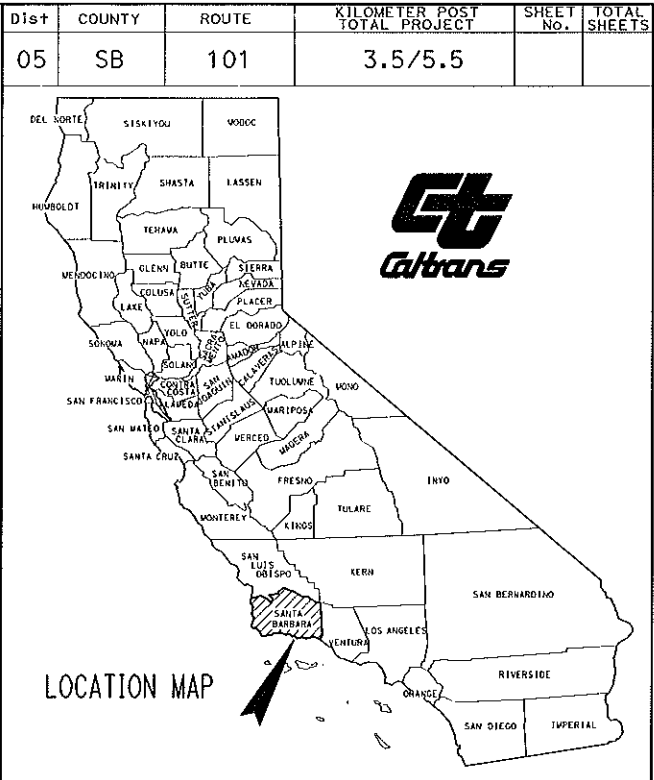 Dist COUNTY ROUTE KILOMETER POST TOTAL PROJECT SHEET No. TOTAL SHEETS
05 SB 101 3.5/5.5
DEL NORTE SISKIYOU MODOC
TRINITY SHASTA LASSEN
HUMBOLDT
Ct
Caltrans
TEHAMA PLUMAS
MENDOCINO GLENN BUTTE SIERRA
COLUSA YUBA NEVADA
LAKE SUTTER PLACER
YOLO EL DORADO
SONOMA NAPA SACRAMENTO AMADOR ALPINE
SOLANO CALAVERAS
MARIN CONTRA COSTA SAN JOAQUIN TUOLUMNE MONO
SAN FRANCISCO ALAMEDA STANISLAUS MARIPOSA
SAN MATEO SANTA CLARA MERCED MADERA
SANTA CRUZ
SAN BENITO FRESNO INYO
MONTEREY KINGS TULARE
SAN LUIS OBISPO KERN SAN BERNARDINO
SANTA BARBARA
VENTURA LOS ANGELES
LOCATION MAP
ORANGE RIVERSIDE
SAN DIEGO IMPERIAL